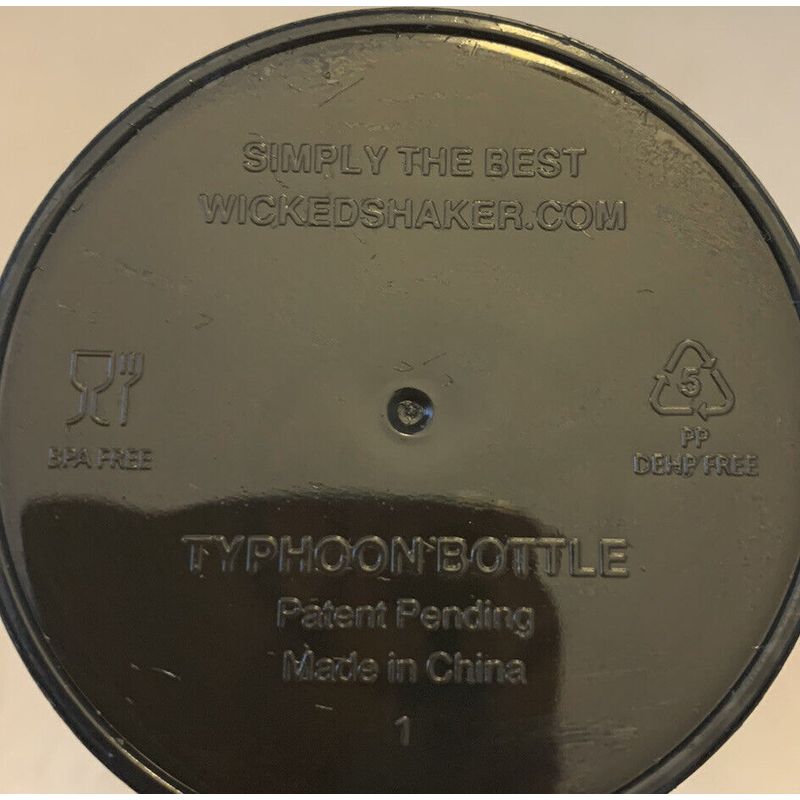 SIMPLY THE BEST
WICKEDSHAKER.COM
BPA FREE
5
PP
DEHP FREE
TYPHOON BOTTLE
Patent Pending
Made in China
1